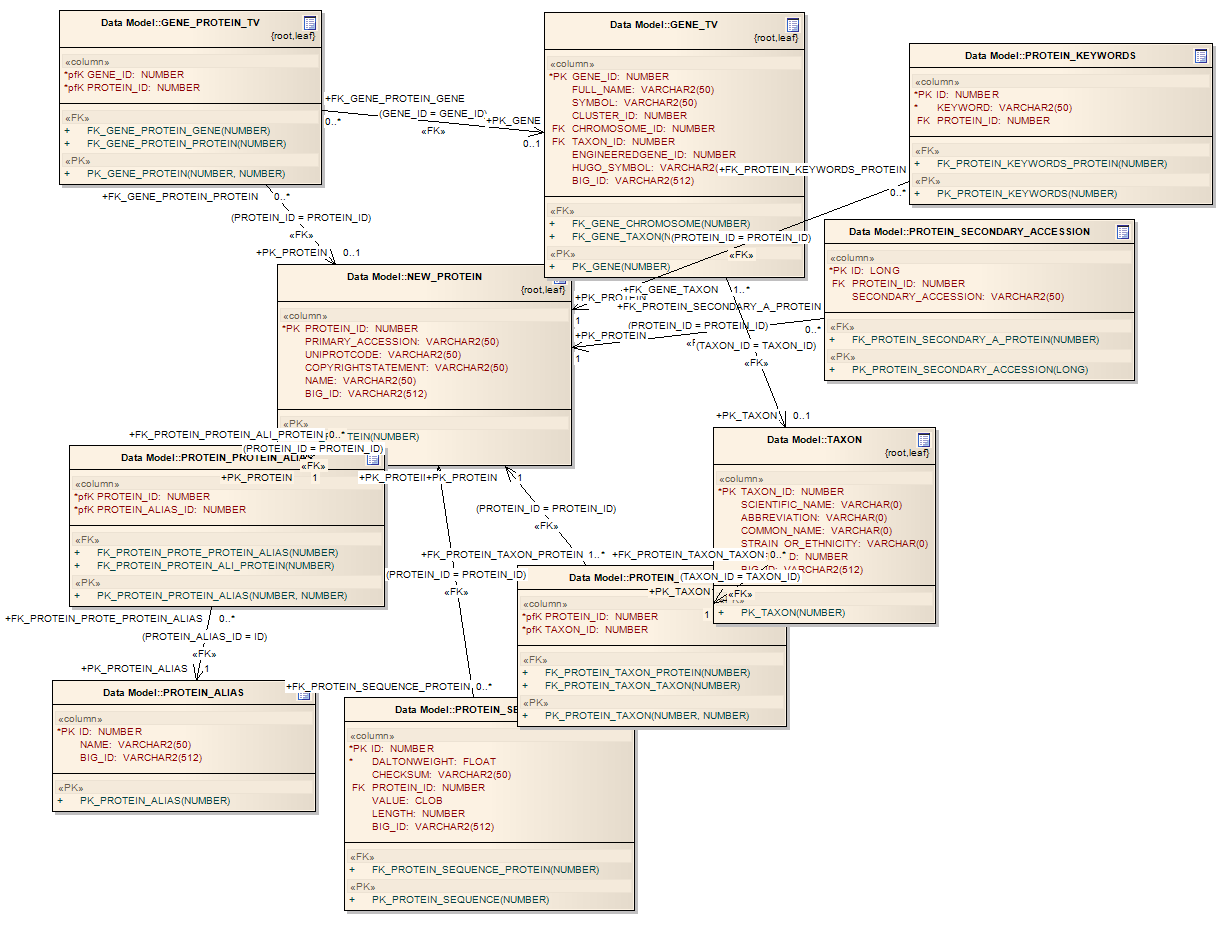 Data Model::GENE_PROTEIN_TV
{root,leaf}
«column»
*pfK GENE_ID: NUMBER
*pfK PROTEIN_ID: NUMBER
«FK»
+ FK_GENE_PROTEIN_GENE(NUMBER)
+ FK_GENE_PROTEIN_PROTEIN(NUMBER)
«PK»
+ PK_GENE_PROTEIN(NUMBER, NUMBER)
+FK_GENE_PROTEIN_GENE
0..*
(GENE_ID = GENE_ID)
«FK»
+PK_GENE
0..1
Data Model::GENE_TV
{root,leaf}
«column»
*PK GENE_ID: NUMBER
FULL_NAME: VARCHAR2(50)
SYMBOL: VARCHAR2(50)
CLUSTER_ID: NUMBER
FK CHROMOSOME_ID: NUMBER
FK TAXON_ID: NUMBER
ENGINEEREDGENE_ID: NUMBER
HUGO_SYMBOL: VARCHAR2(
BIG_ID: VARCHAR2(512)
«FK»
+ FK_GENE_CHROMOSOME(NUMBER)
+ FK_GENE_TAXON(N
«PK»
+ PK_GENE(NUMBER)
Data Model::PROTEIN_KEYWORDS
«column»
*PK ID: NUMBER
* KEYWORD: VARCHAR2(50)
FK PROTEIN_ID: NUMBER
«FK»
+ FK_PROTEIN_KEYWORDS_PROTEIN(NUMBER)
«PK»
+ PK_PROTEIN_KEYWORDS(NUMBER)
+FK_PROTEIN_KEYWORDS_PROTEIN
0..*
(PROTEIN_ID = PROTEIN_ID)
«FK»
+PK_PROTEIN
1
Data Model::PROTEIN_SECONDARY_ACCESSION
«column»
*PK ID: LONG
FK PROTEIN_ID: NUMBER
SECONDARY_ACCESSION: VARCHAR2(50)
«FK»
+ FK_PROTEIN_SECONDARY_A_PROTEIN(NUMBER)
«PK»
+ PK_PROTEIN_SECONDARY_ACCESSION(LONG)
+FK_GENE_PROTEIN_PROTEIN
0..*
(PROTEIN_ID = PROTEIN_ID)
«FK»
+PK_PROTEIN
0..1
Data Model::NEW_PROTEIN
{root,leaf}
«column»
*PK PROTEIN_ID: NUMBER
PRIMARY_ACCESSION: VARCHAR2(50)
UNIPROTCODE: VARCHAR2(50)
COPYRIGHTSTATEMENT: VARCHAR2(50)
NAME: VARCHAR2(50)
BIG_ID: VARCHAR2(512)
«PK»
TEIN(NUMBER)
+FK_GENE_TAXON
1..*
+FK_PROTEIN_SECONDARY_A_PROTEIN
0..*
(PROTEIN_ID = PROTEIN_ID)
+PK_PROTEIN
1
(TAXON_ID = TAXON_ID)
«FK»
+PK_TAXON
0..1
Data Model::TAXON
{root,leaf}
«column»
*PK TAXON_ID: NUMBER
SCIENTIFIC_NAME: VARCHAR(0)
ABBREVIATION: VARCHAR(0)
COMMON_NAME: VARCHAR(0)
STRAIN_OR_ETHNICITY: VARCHAR(0)
D: NUMBER
BIG_ID: VARCHAR2(512)
+ PK_TAXON(NUMBER)
+FK_PROTEIN_PROTEIN_ALI_PROTEIN
0..*
(PROTEIN_ID = PROTEIN_ID)
«FK»
+PK_PROTEIN
1
Data Model::PROTEIN_PROTEIN_ALIAS
«column»
*pfK PROTEIN_ID: NUMBER
*pfK PROTEIN_ALIAS_ID: NUMBER
«FK»
+ FK_PROTEIN_PROTE_PROTEIN_ALIAS(NUMBER)
+ FK_PROTEIN_PROTEIN_ALI_PROTEIN(NUMBER)
«PK»
+ PK_PROTEIN_PROTEIN_ALIAS(NUMBER, NUMBER)
+PK_PROTEI
+PK_PROTEIN
1
(PROTEIN_ID = PROTEIN_ID)
«FK»
+FK_PROTEIN_TAXON_PROTEIN
1..*
+FK_PROTEIN_TAXON_TAXON
0..*
(PROTEIN_ID = PROTEIN_ID)
«FK»
(TAXON_ID = TAXON_ID)
«FK»
+PK_TAXON
1
Data Model::PROTEIN_
«column»
*pfK PROTEIN_ID: NUMBER
*pfK TAXON_ID: NUMBER
«FK»
+ FK_PROTEIN_TAXON_PROTEIN(NUMBER)
+ FK_PROTEIN_TAXON_TAXON(NUMBER)
«PK»
+ PK_PROTEIN_TAXON(NUMBER, NUMBER)
+FK_PROTEIN_PROTE_PROTEIN_ALIAS
0..*
(PROTEIN_ALIAS_ID = ID)
«FK»
+PK_PROTEIN_ALIAS
1
Data Model::PROTEIN_ALIAS
«column»
*PK ID: NUMBER
NAME: VARCHAR2(50)
BIG_ID: VARCHAR2(512)
«PK»
+ PK_PROTEIN_ALIAS(NUMBER)
+FK_PROTEIN_SEQUENCE_PROTEIN
0..*
Data Model::PROTEIN_SE
«column»
*PK ID: NUMBER
* DALTONWEIGHT: FLOAT
CHECKSUM: VARCHAR2(50)
FK PROTEIN_ID: NUMBER
VALUE: CLOB
LENGTH: NUMBER
BIG_ID: VARCHAR2(512)
«FK»
+ FK_PROTEIN_SEQUENCE_PROTEIN(NUMBER)
«PK»
+ PK_PROTEIN_SEQUENCE(NUMBER)